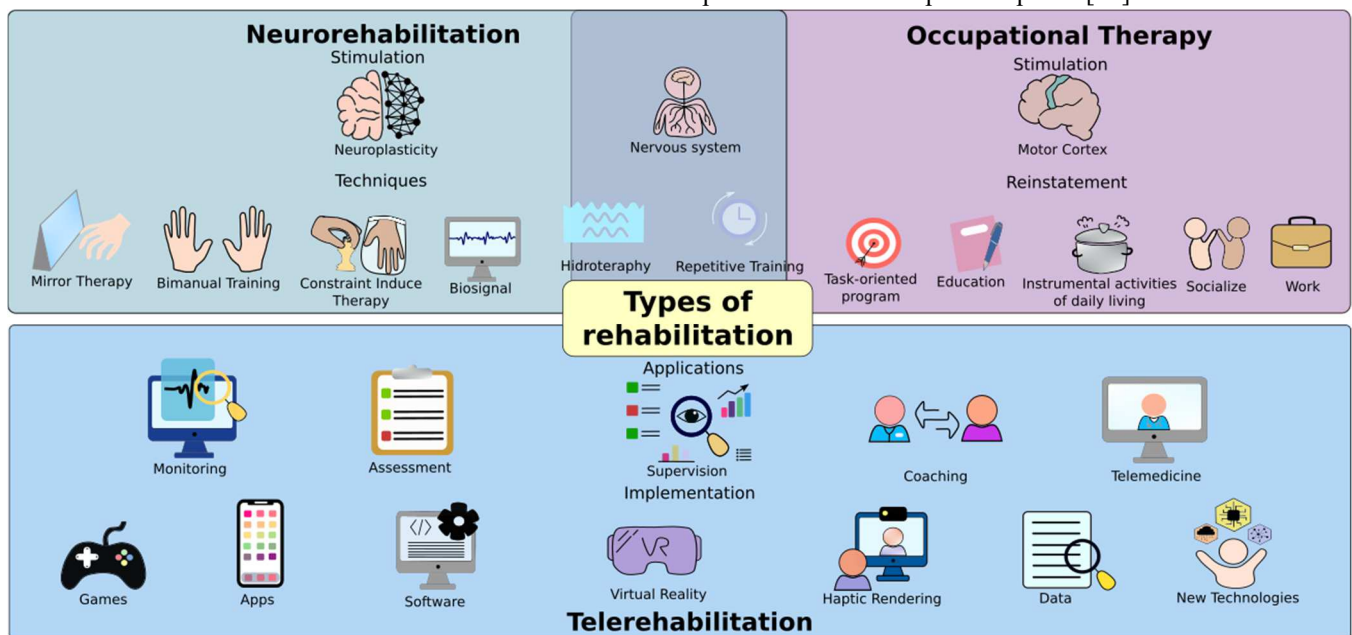 Neurorehabilitation
Stimulation
Neuroplasticity
Techniques
Mirror Therapy
Bimanual Training
Constraint Induce
Therapy
Biosignal
Nervous system
Hidroteraphy
Repetitive Training
Occupational Therapy
Stimulation
Motor Cortex
Reinstatement
Task-oriented
program
Education
Instrumental activities
of daily living
Socialize
Work
Types of
rehabilitation
Applications
Monitoring
Assessment
Supervision
Coaching
Telemedicine
Implementation
Games
Apps
</>
Software
VR
Virtual Reality
Haptic Rendering
Data
New Technologies
Telerehabilitation